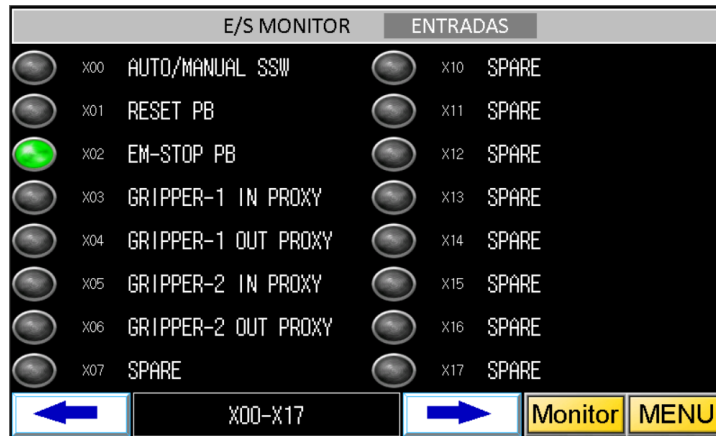 E/S MONITOR ENTRADAS
X00 AUTO/MANUAL SSW X10 SPARE
X01 RESET PB X11 SPARE
X02 EM-STOP PB X12 SPARE
X03 GRIPPER-1 IN PROXY X13 SPARE
X04 GRIPPER-1 OUT PROXY X14 SPARE
X05 GRIPPER-2 IN PROXY X15 SPARE
X06 GRIPPER-2 OUT PROXY X16 SPARE
X07 SPARE X17 SPARE
X00-X17 Monitor MENU